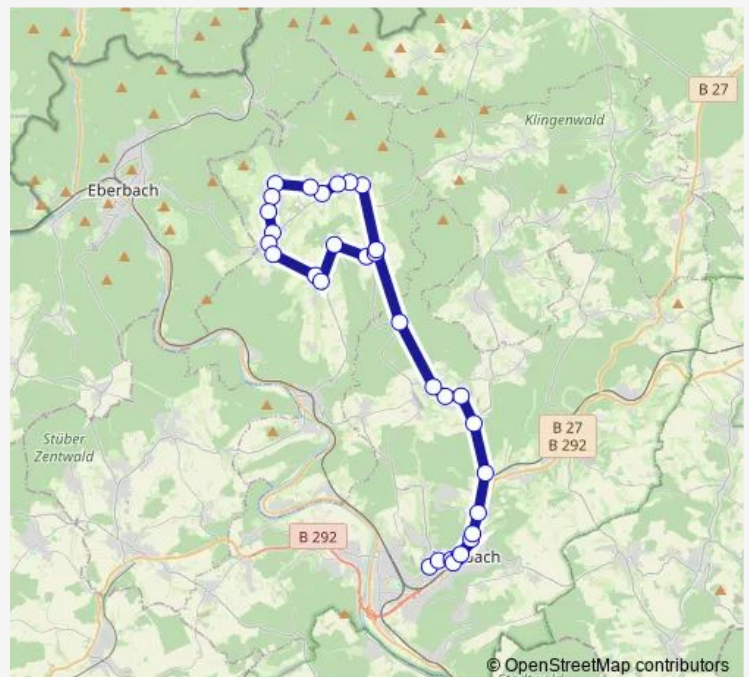 B 27
Klingenwald
Eberbach
B 27
B 292
Stüber
Zentwald
B 292
bach
© OpenStreetMap contributors